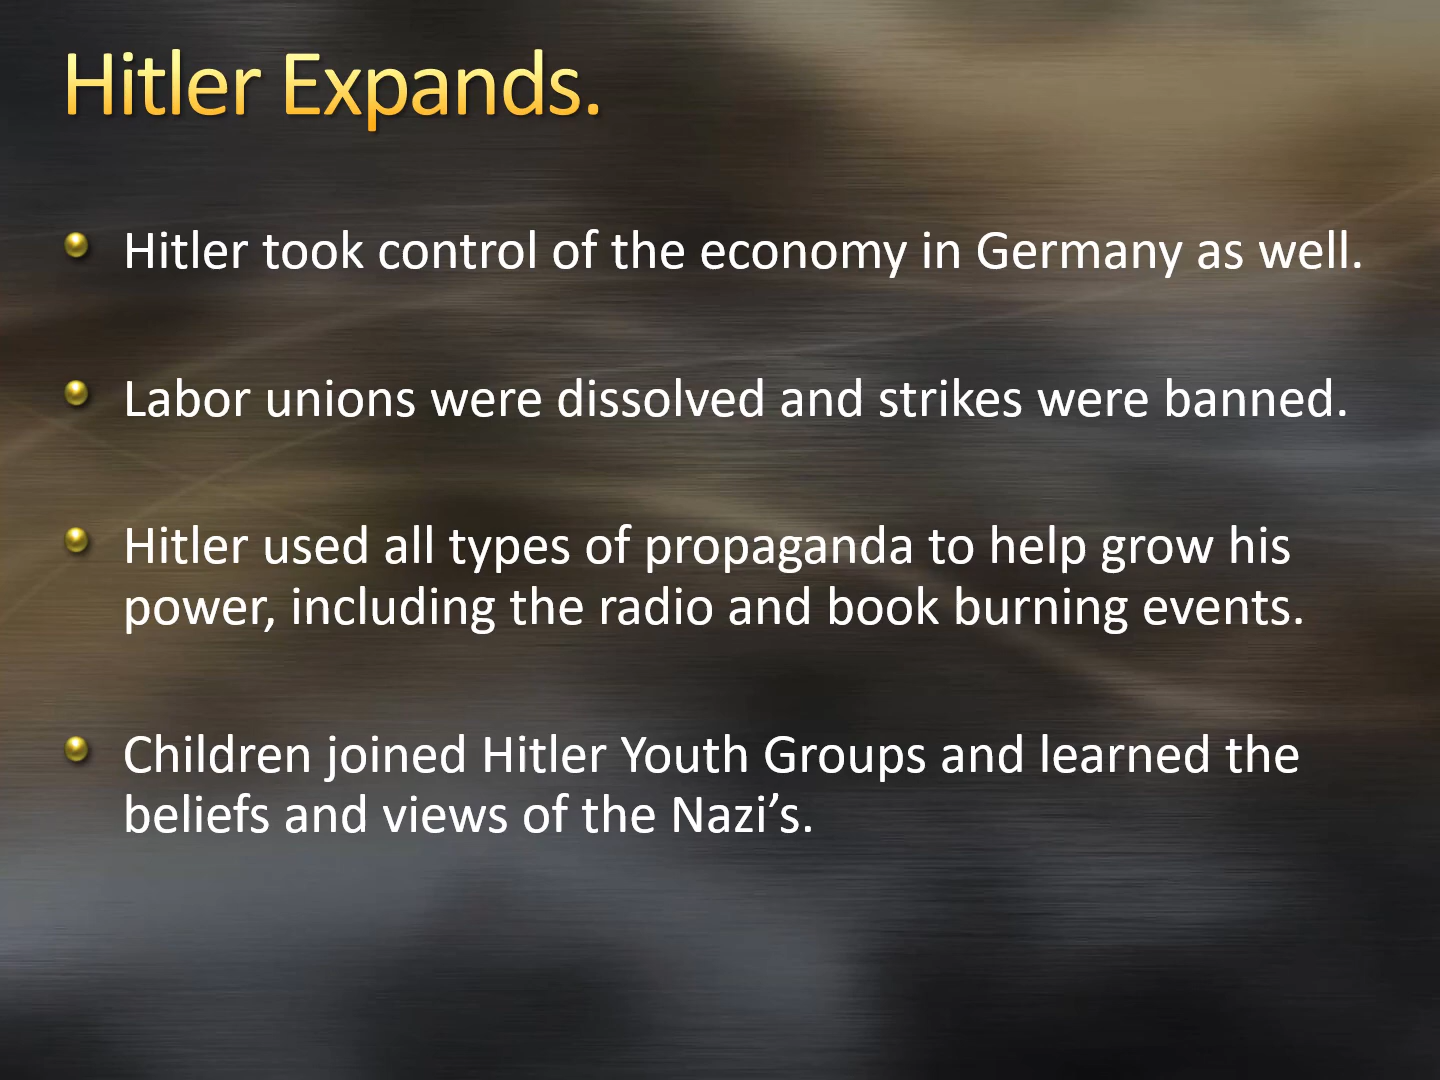 Hitler Expands.
Hitler took control of the economy in Germany as well.
Labor unions were dissolved and strikes were banned.
Hitler used all types of propaganda to help grow his
power, including the radio and book burning events.
Children joined Hitler Youth Groups and learned the
beliefs and views of the Nazi’s.